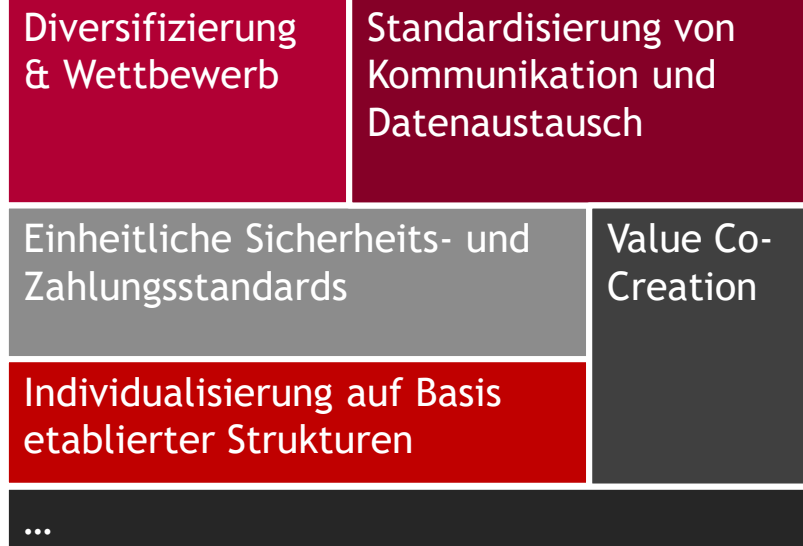 Diversifizierung
& Wettbewerb
Standardisierung von
Kommunikation und
Datenaustausch
Einheitliche Sicherheits- und
Zahlungsstandards
Value Co-
Creation
Individualisierung auf Basis
etablierter Strukturen
…